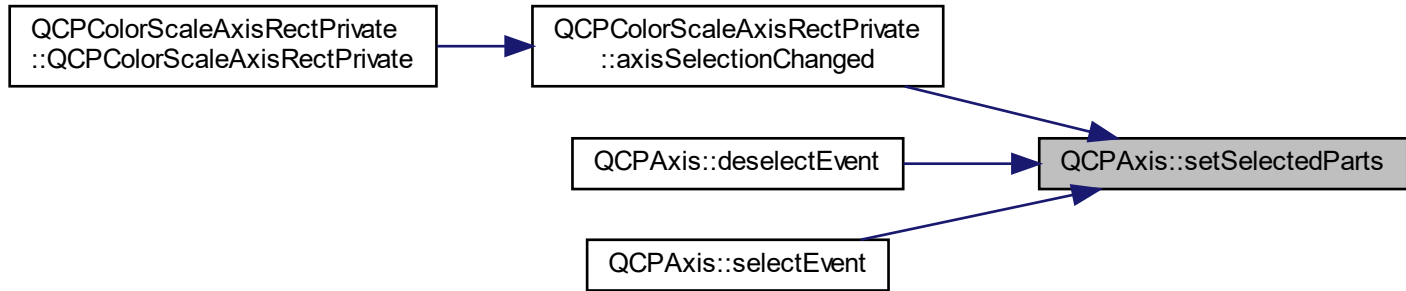 QCPColorScaleAxisRectPrivate
::QCPColorScaleAxisRectPrivate
QCPColorScaleAxisRectPrivate
::axisSelectionChanged
QCPAxis::deselectEvent
QCPAxis::setSelectedParts
QCPAxis::selectEvent